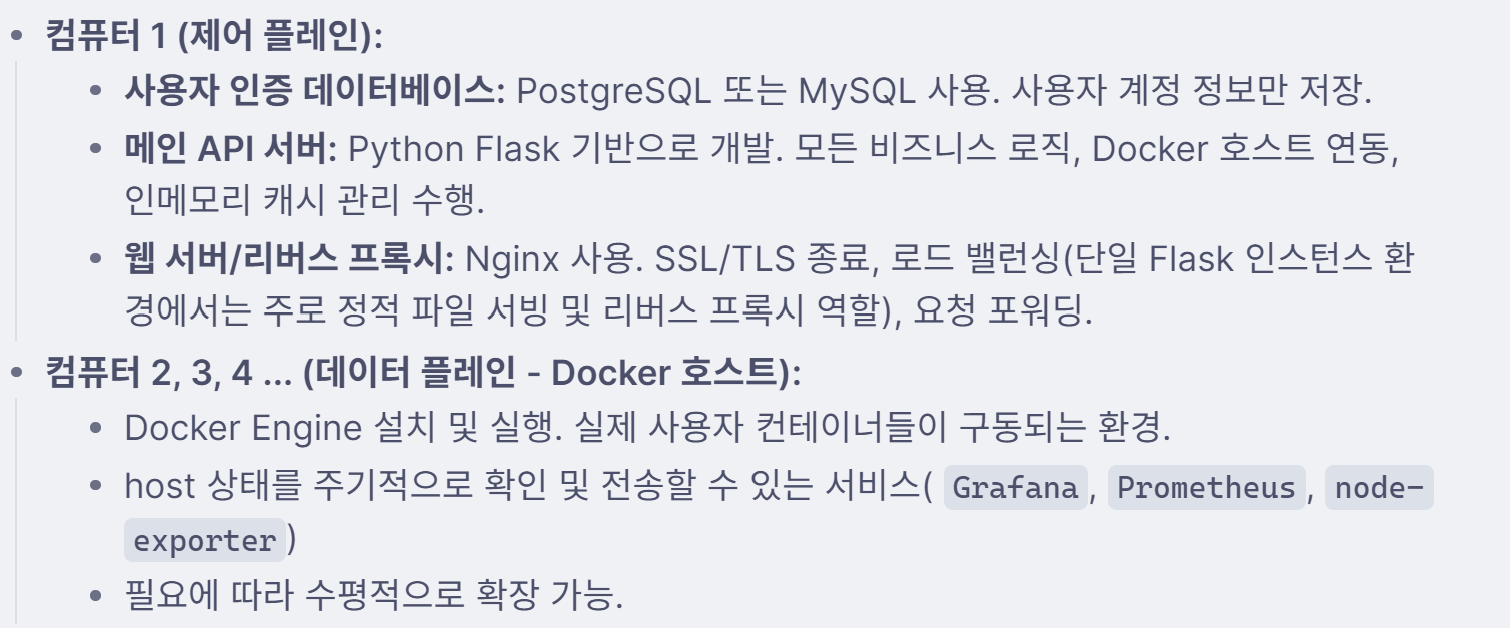 • 컴퓨터 1 (제어 플레인):
• 사용자 인증 데이터베이스: PostgreSQL 또는 MySQL 사용. 사용자 계정 정보만 저장.
• 메인 API 서버: Python Flask 기반으로 개발. 모든 비즈니스 로직, Docker 호스트 연동,
인메모리 캐시 관리 수행.
• 웹 서버/리버스 프록시: Nginx 사용. SSL/TLS 종료, 로드 밸런싱(단일 Flask 인스턴스 환
경에서는 주로 정적 파일 서빙 및 리버스 프록시 역할), 요청 포워딩.
• 컴퓨터 2, 3, 4 ... (데이터 플레인 - Docker 호스트):
• Docker Engine 설치 및 실행. 실제 사용자 컨테이너들이 구동되는 환경.
• host 상태를 주기적으로 확인 및 전송할 수 있는 서비스( Grafana, Prometheus, node-
exporter)
• 필요에 따라 수평적으로 확장 가능.